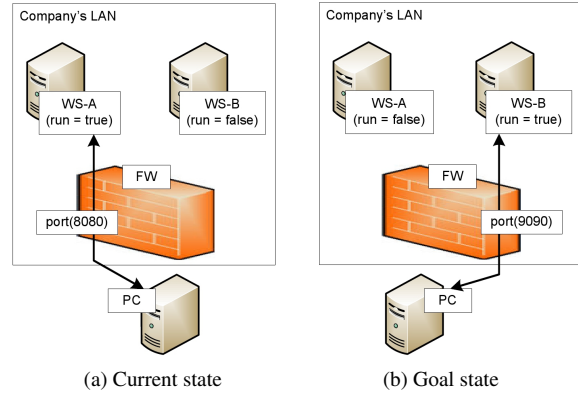 Company's LAN
WS-A
(run = true)
WS-B
(run = false)
FW
port(8080)
PC
(a) Current state
Company's LAN
WS-A
(run = false)
WS-B
(run = true)
FW
port(9090)
PC
(b) Goal state